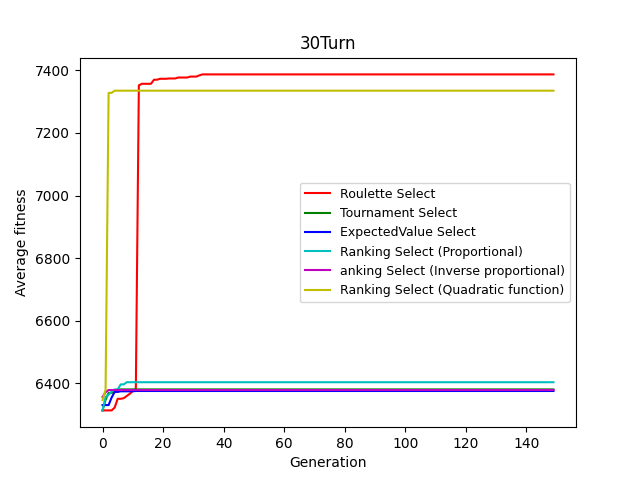 30Turn
7400
7200
7000
6800
6600
6400
Average fitness
Roulette Select
Tournament Select
ExpectedValue Select
Ranking Select (Proportional)
anking Select (Inverse proportional)
Ranking Select (Quadratic function)
0 20 40 60 80 100 120 140
Generation